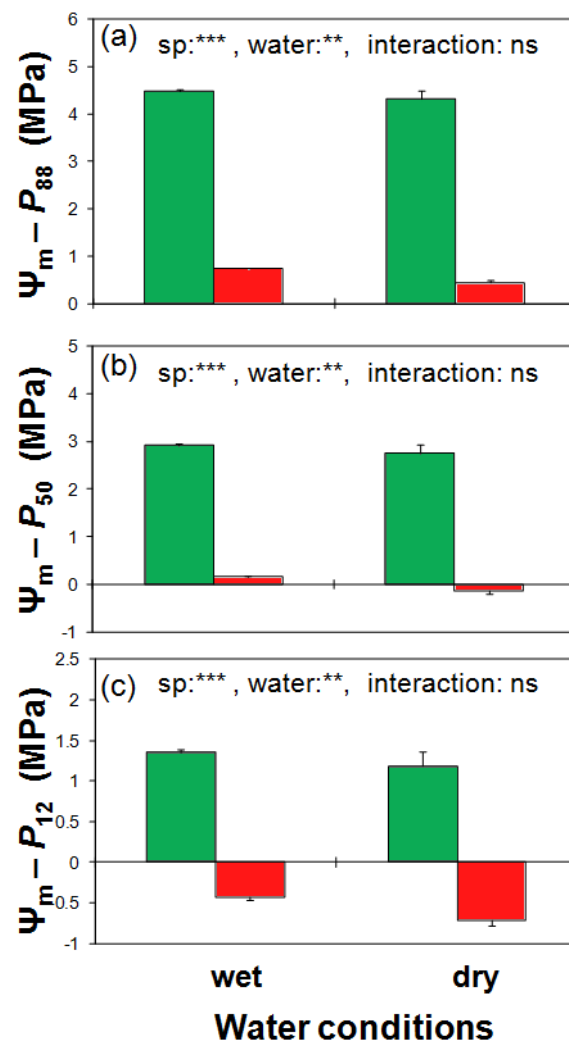 (a) sp:*** , water:**, interaction: ns
Ψm – P88 (MPa)
6
5
4
3
2
1
0
(b) sp:*** , water:**, interaction: ns
Ψm – P50 (MPa)
5
4
3
2
1
0
-1
(c) sp:*** , water:**, interaction: ns
Ψm – P12 (MPa)
2.5
2
1.5
1
0.5
0
-0.5
-1
wet dry
Water conditions